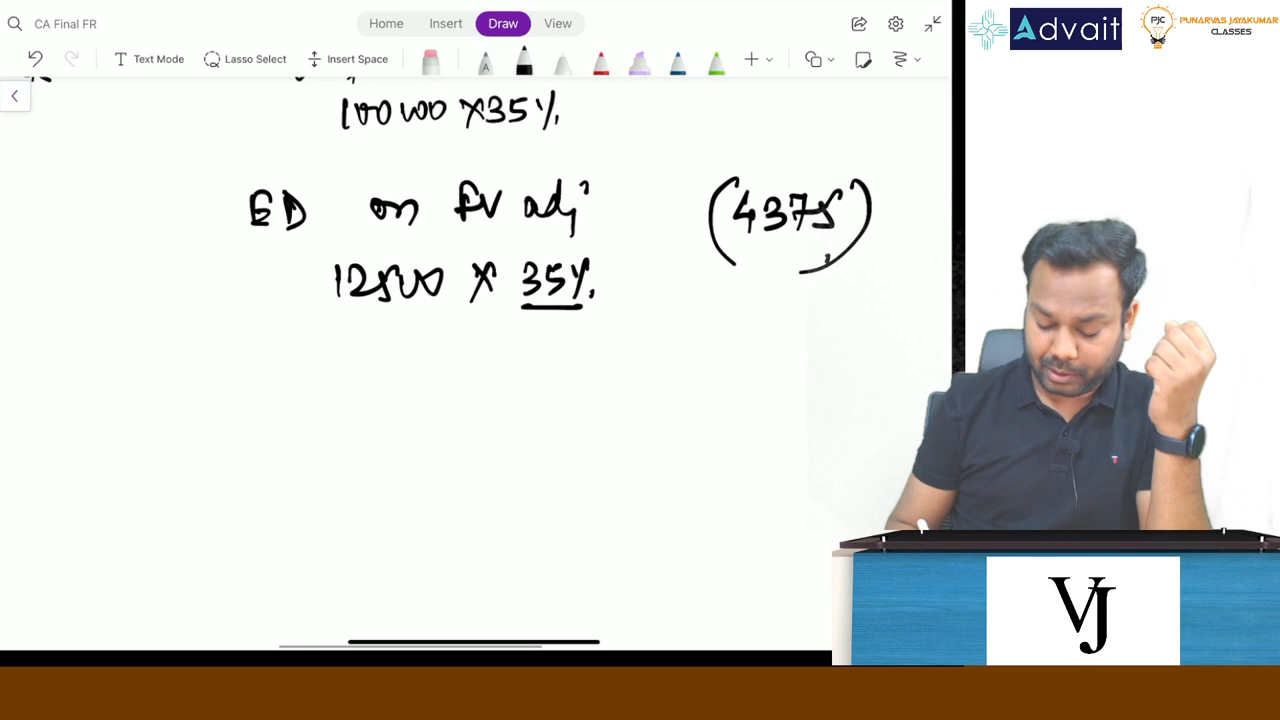 CA Final FR
Home Insert Draw View
Text Mode Lasso Select Insert Space
Advait
PJC
PUNARVAS JAYAKUMAR
CLASSES
100000 X 35%.
ED on FV adj (4375)
12500 X 35%.
VJ